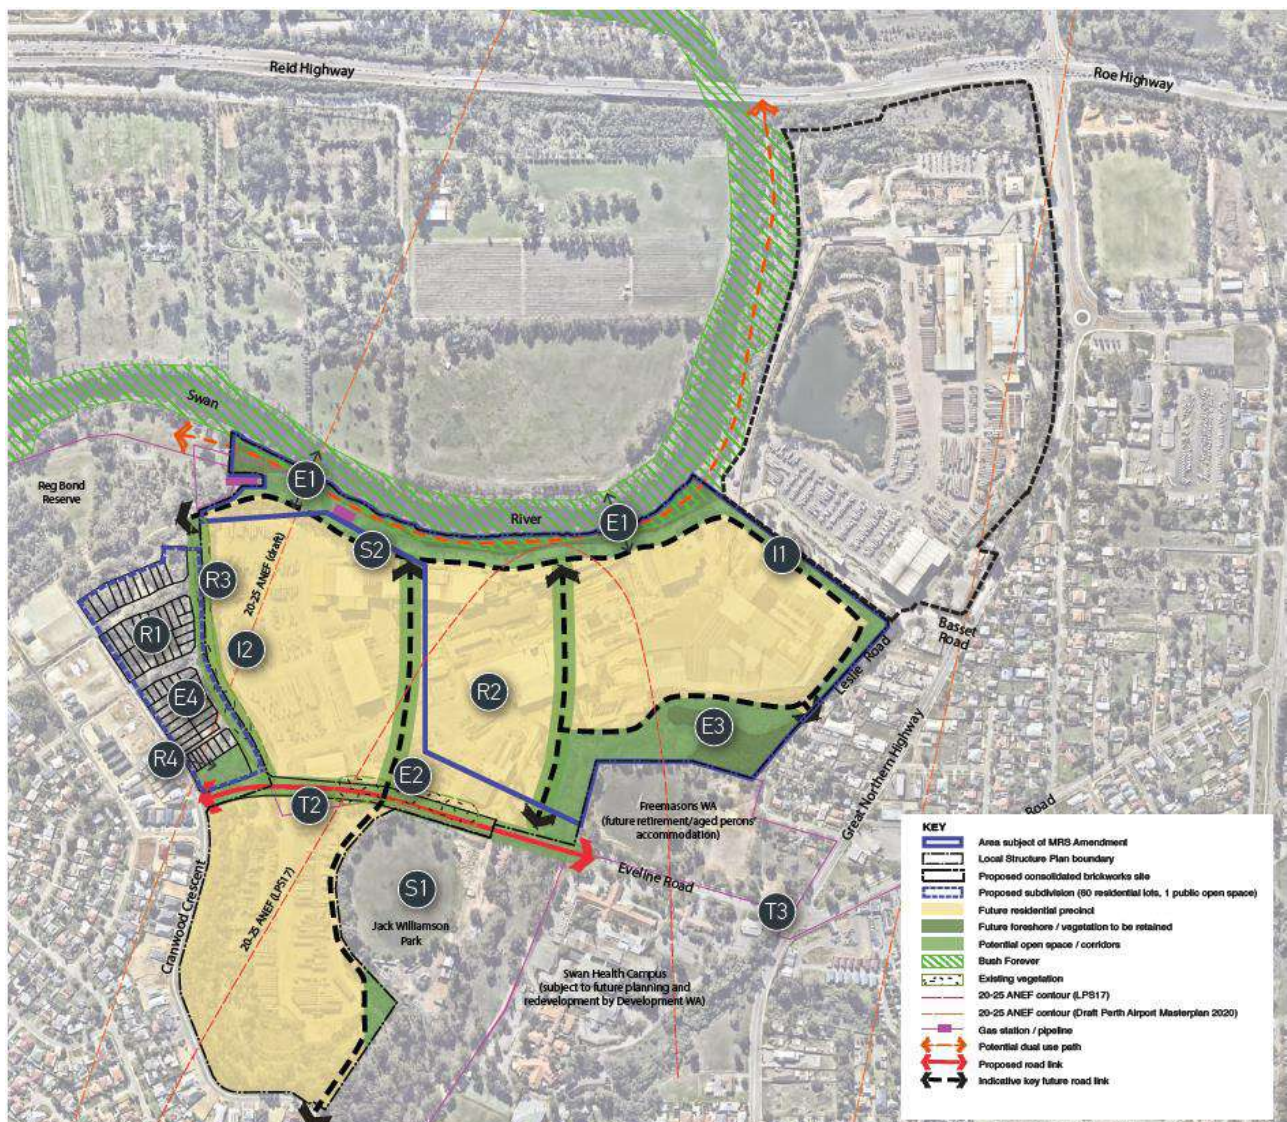 Reid Highway
Roe Highway
Swan
Reg Bond
Reserve
E1
River
E1
S2
I1
20-25 ANEF (draft)
R3
R1
I2
Basset
Road
Leslie Road
R2
E4
E3
R4
E2
T2
Great Northern Highway
Road
Freemasons WA
(future retirement/aged perons'
accommodation)
Eveline Road
S1
T3
Jack Williamson
Park
20-25 ANEF (LPS17)
Cranwood Crescent
Swan Health Campus
(subject to future planning and
redevelopment by Development WA)
KEY
Area subject of MRS Amendment
Local Structure Plan boundary
Proposed consolidated brickworks site
Proposed subdivision (60 residential lots, 1 public open space)
Future residential precinct
Future foreshore / vegetation to be retained
Potential open space / corridors
Bush Forever
Existing vegetation
20-25 ANEF contour (LPS17)
20-25 ANEF contour (Draft Perth Airport Masterplan 2020)
Gas station / pipeline
Potential dual use path
Proposed road link
Indicative key future road link